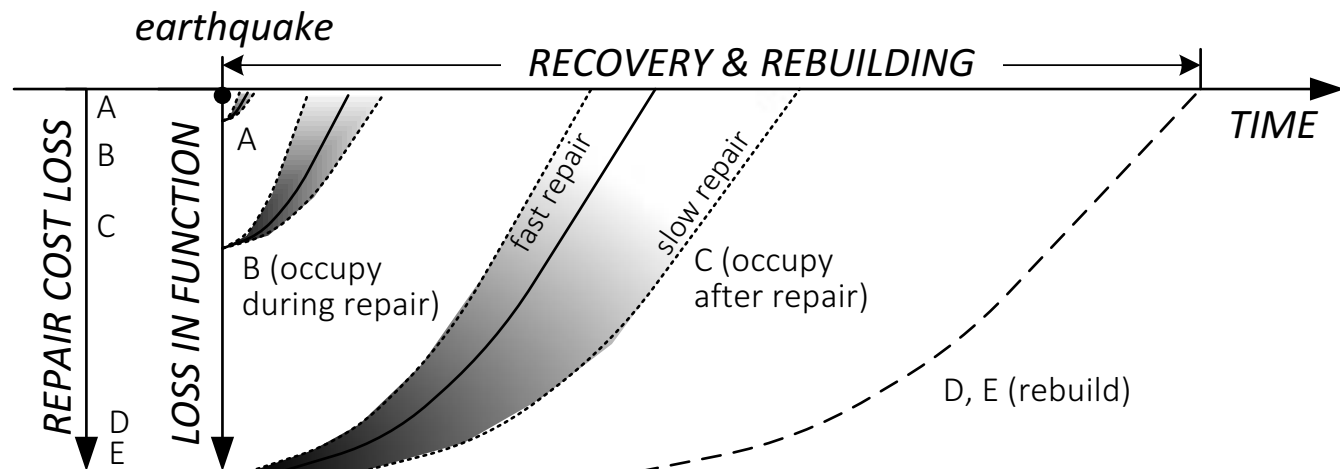 earthquake
RECOVERY & REBUILDING
TIME
REPAIR COST LOSS
A
B
C
D
E
LOSS IN FUNCTION
A
B (occupy
during repair)
fast repair
slow repair
C (occupy
after repair)
D, E (rebuild)